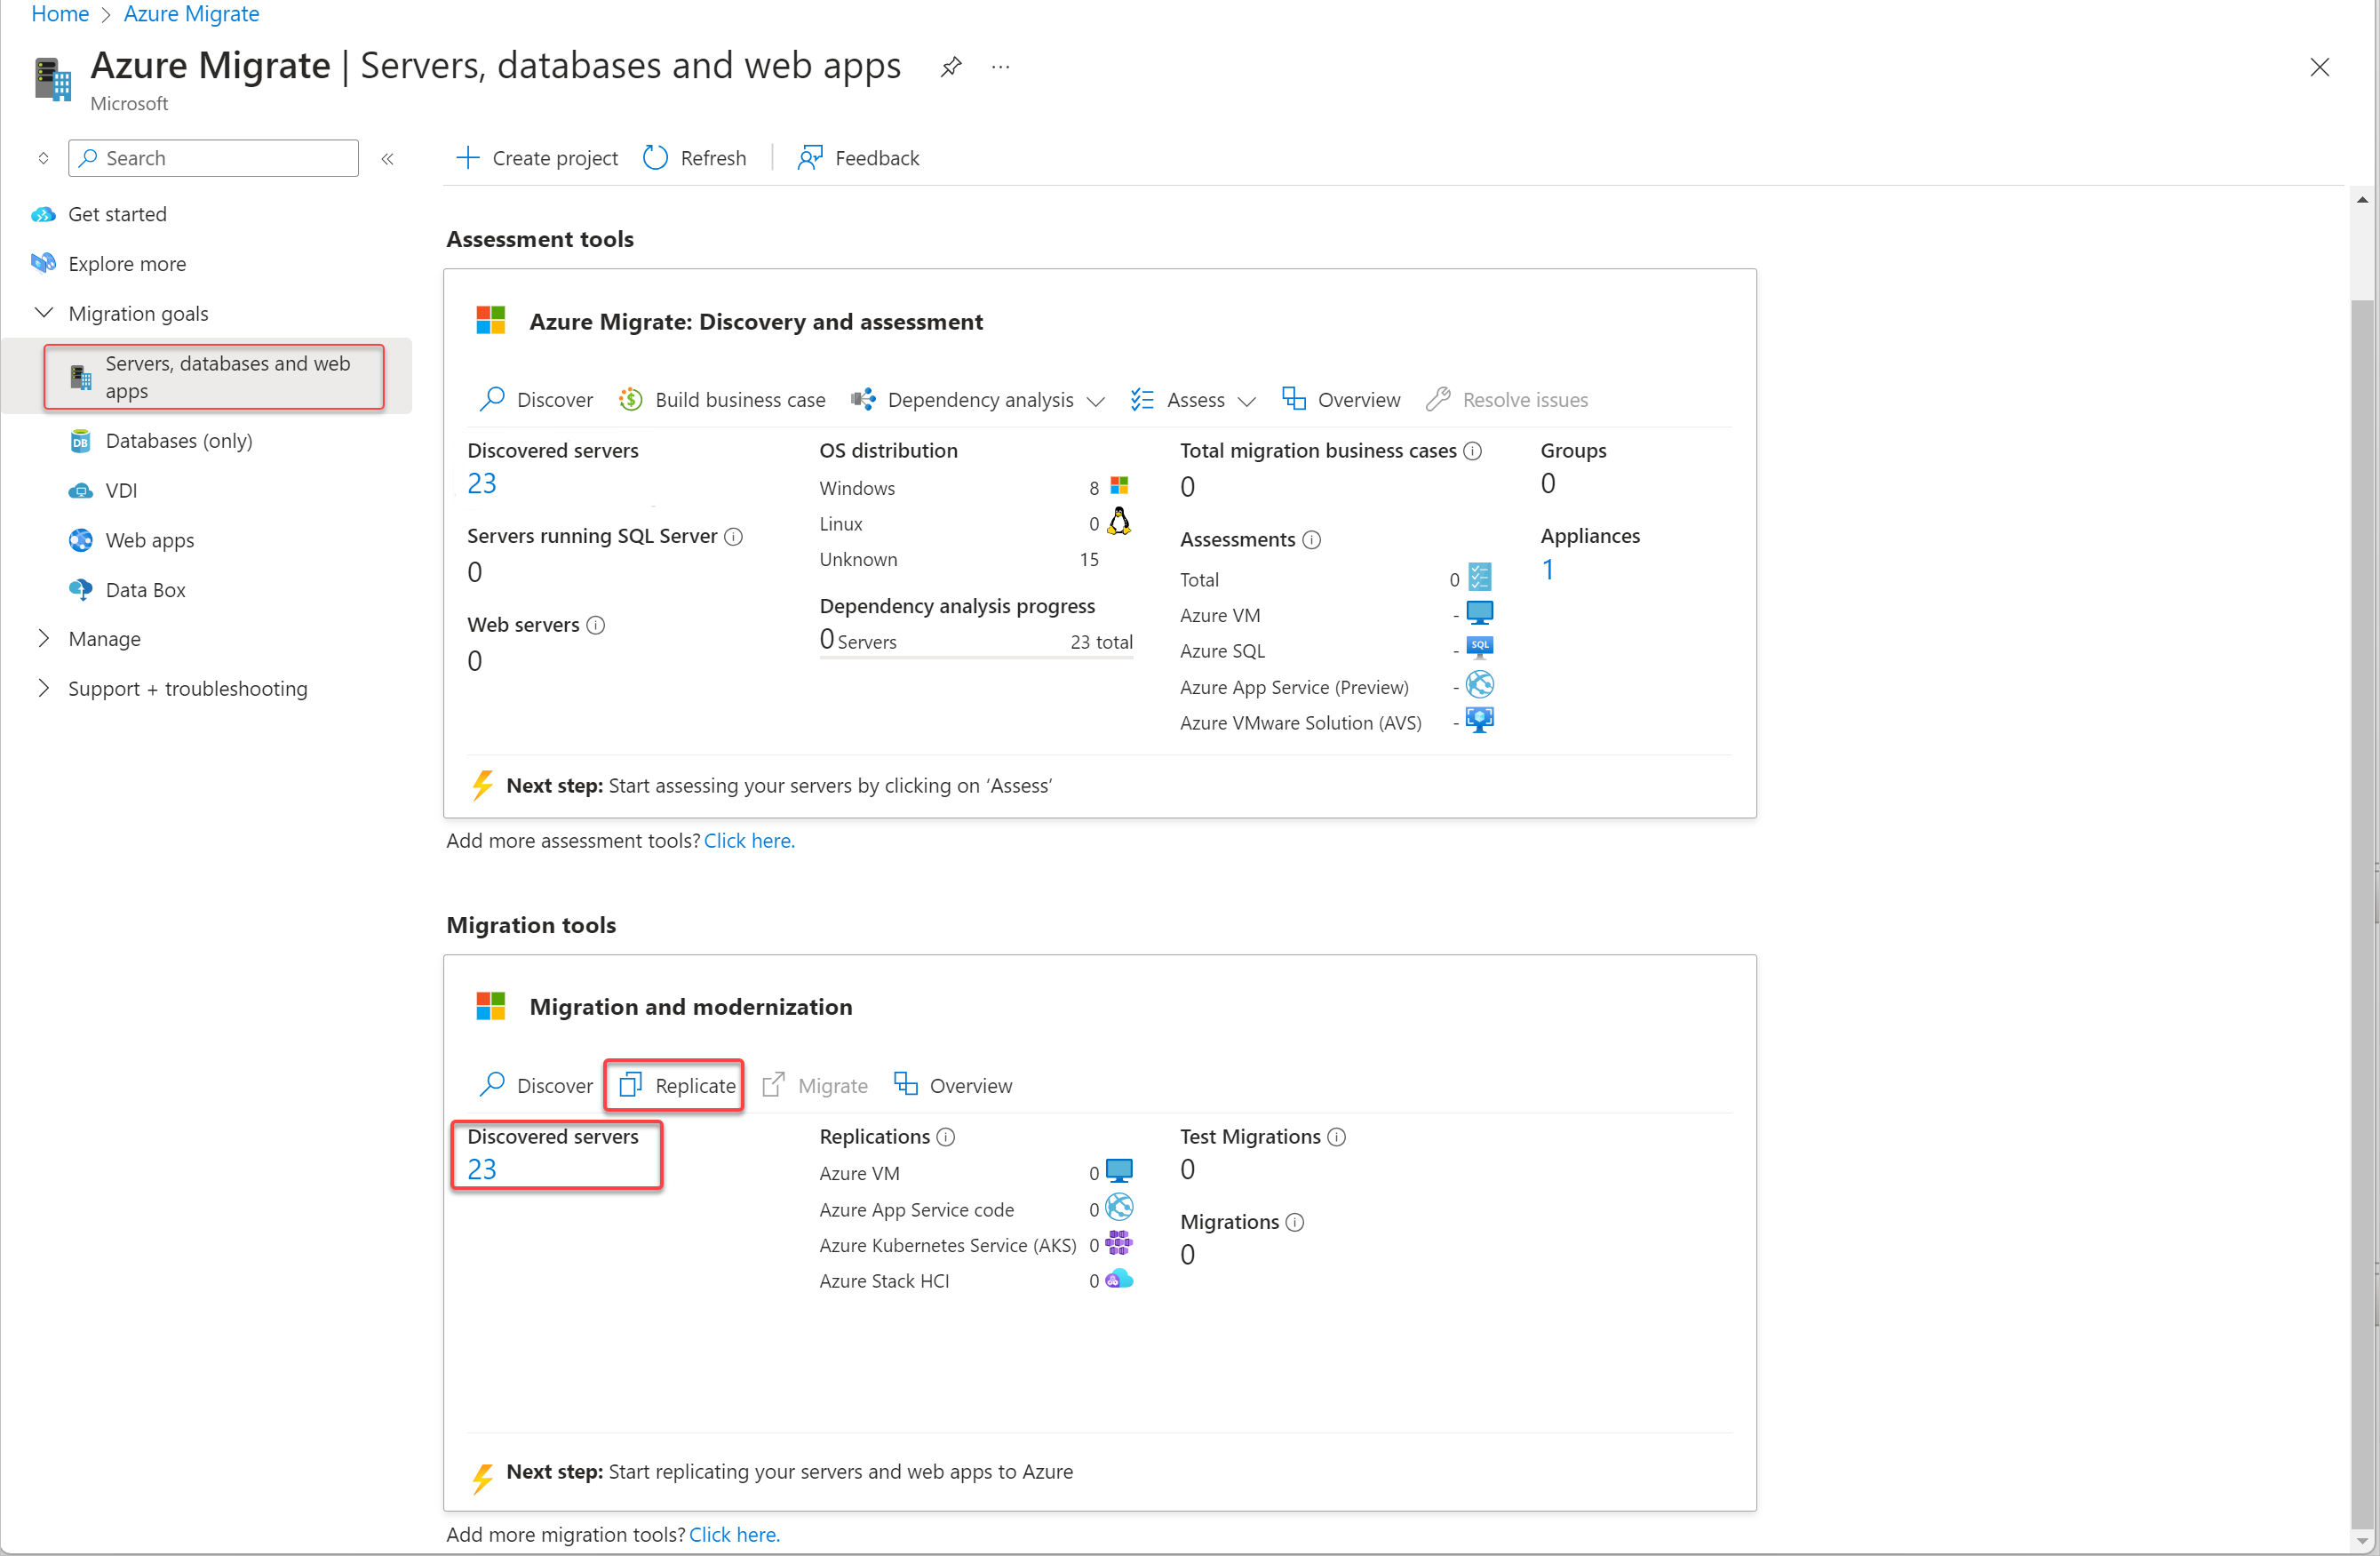 Home > Azure Migrate
Azure Migrate | Servers, databases and web apps
Microsoft
Search
Create project
Refresh
Feedback
Get started
Explore more
Migration goals
Servers, databases and web
apps
Databases (only)
VDI
Web apps
Data Box
Manage
Support + troubleshooting
Assessment tools
Azure Migrate: Discovery and assessment
Discover
Build business case
Dependency analysis
Assess
Overview
Resolve issues
Discovered servers
23
Servers running SQL Server
0
Web servers
0
OS distribution
Windows 8
Linux 0
Unknown 15
Dependency analysis progress
0 Servers 23 total
Total migration business cases
0
Assessments
Total 0
Azure VM -
Azure SQL -
SQL
Azure App Service (Preview) -
Azure VMware Solution (AVS) -
Groups
0
Appliances
1
Next step: Start assessing your servers by clicking on ‘Assess’
Add more assessment tools? Click here.
Migration tools
Migration and modernization
Discover
Replicate
Migrate
Overview
Discovered servers
23
Replications
Azure VM 0
Azure App Service code 0
Azure Kubernetes Service (AKS) 0
Azure Stack HCI 0
Test Migrations
0
Migrations
0
Next step: Start replicating your servers and web apps to Azure
Add more migration tools? Click here.